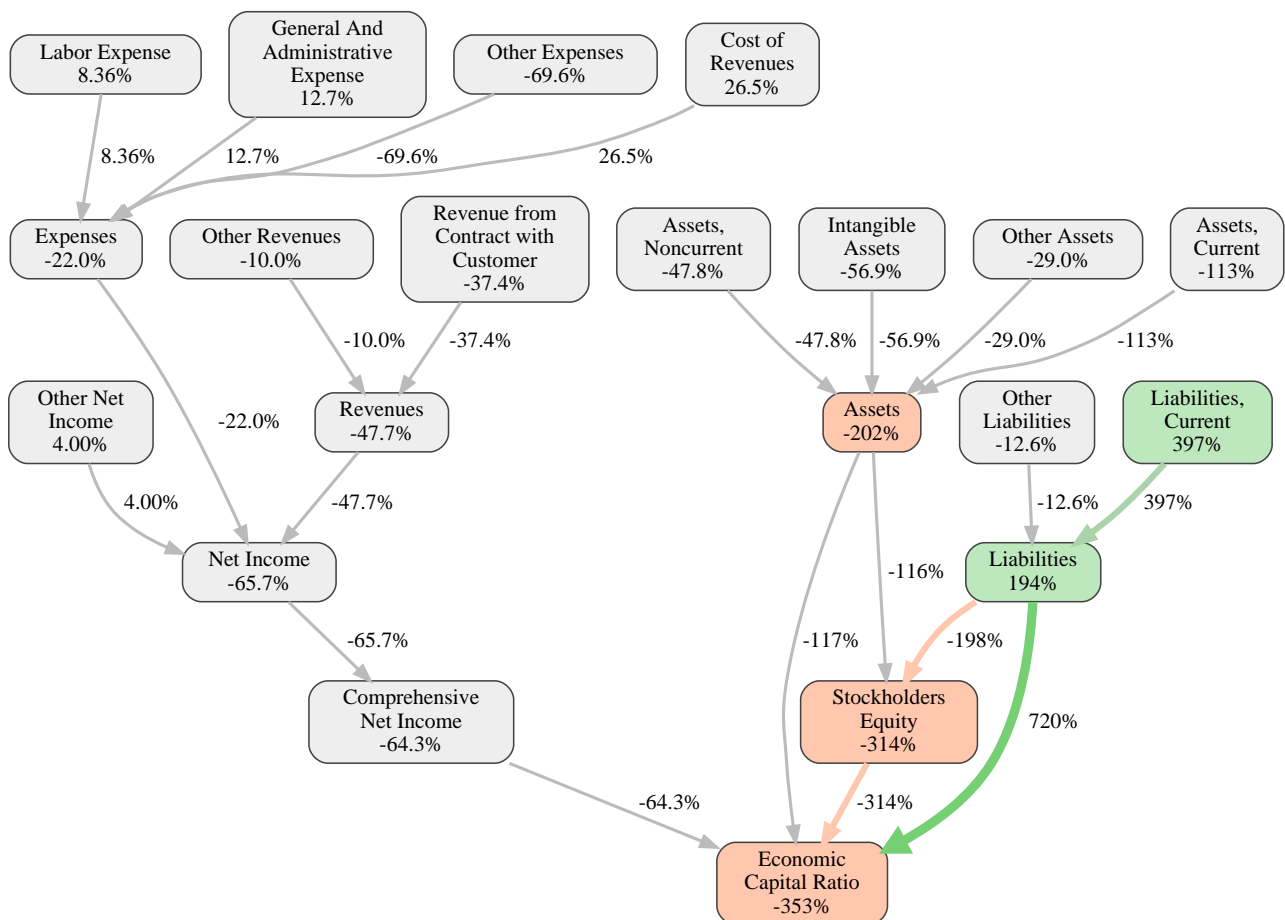 Labor Expense
8.36%
General And
Administrative
Expense
12.7%
Other Expenses
-69.6%
Cost of
Revenues
26.5%
8.36%
12.7%
-69.6%
26.5%
Expenses
-22.0%
Other Revenues
-10.0%
Revenue from
Contract with
Customer
-37.4%
Assets,
Noncurrent
-47.8%
Intangible
Assets
-56.9%
Other Assets
-29.0%
Assets,
Current
-113%
-10.0%
-37.4%
-47.8%
-56.9%
-29.0%
-113%
Other Net
Income
4.00%
-22.0%
Revenues
-47.7%
Assets
-202%
Other
Liabilities
-12.6%
Liabilities,
Current
397%
4.00%
-47.7%
-12.6%
397%
Net Income
-65.7%
-116%
Liabilities
194%
-65.7%
-117%
-198%
Comprehensive
Net Income
-64.3%
Stockholders
Equity
-314%
720%
-64.3%
-314%
Economic
Capital Ratio
-353%